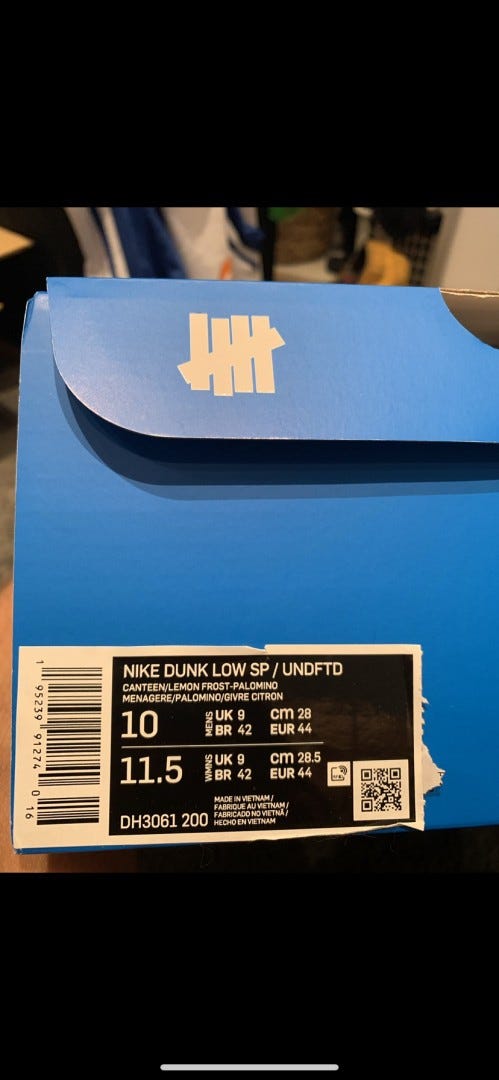 NIKE DUNK LOW SP / UNDFTD
CANTEEN/LEMON FROST-PALOMINO
MENAGERE/PALOMINO/GIVRE CITRON
10 MENS UK 9 cm 28
BR 42 EUR 44
11.5 WMNS UK 9 cm 28.5
BR 42 EUR 44
DH3061 200
MADE IN VIETNAM /
FABRIQUE AU VIETNAM /
FABRICADO NO VIETNÃ /
HECHO EN VIETNAM
1 95239 91274 0 16